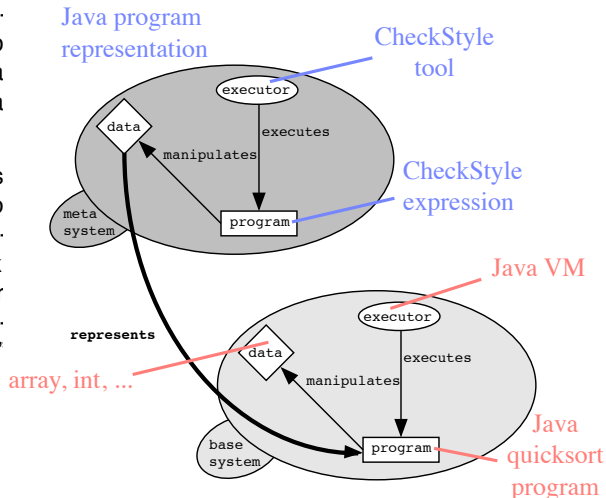 Java program
representation
CheckStyle
tool
executor
data
executes
manipulates
CheckStyle
expression
meta
system
program
Java VM
executor
represents
data
executes
array, int, ...
manipulates
Java
quicksort
program
base
system
program